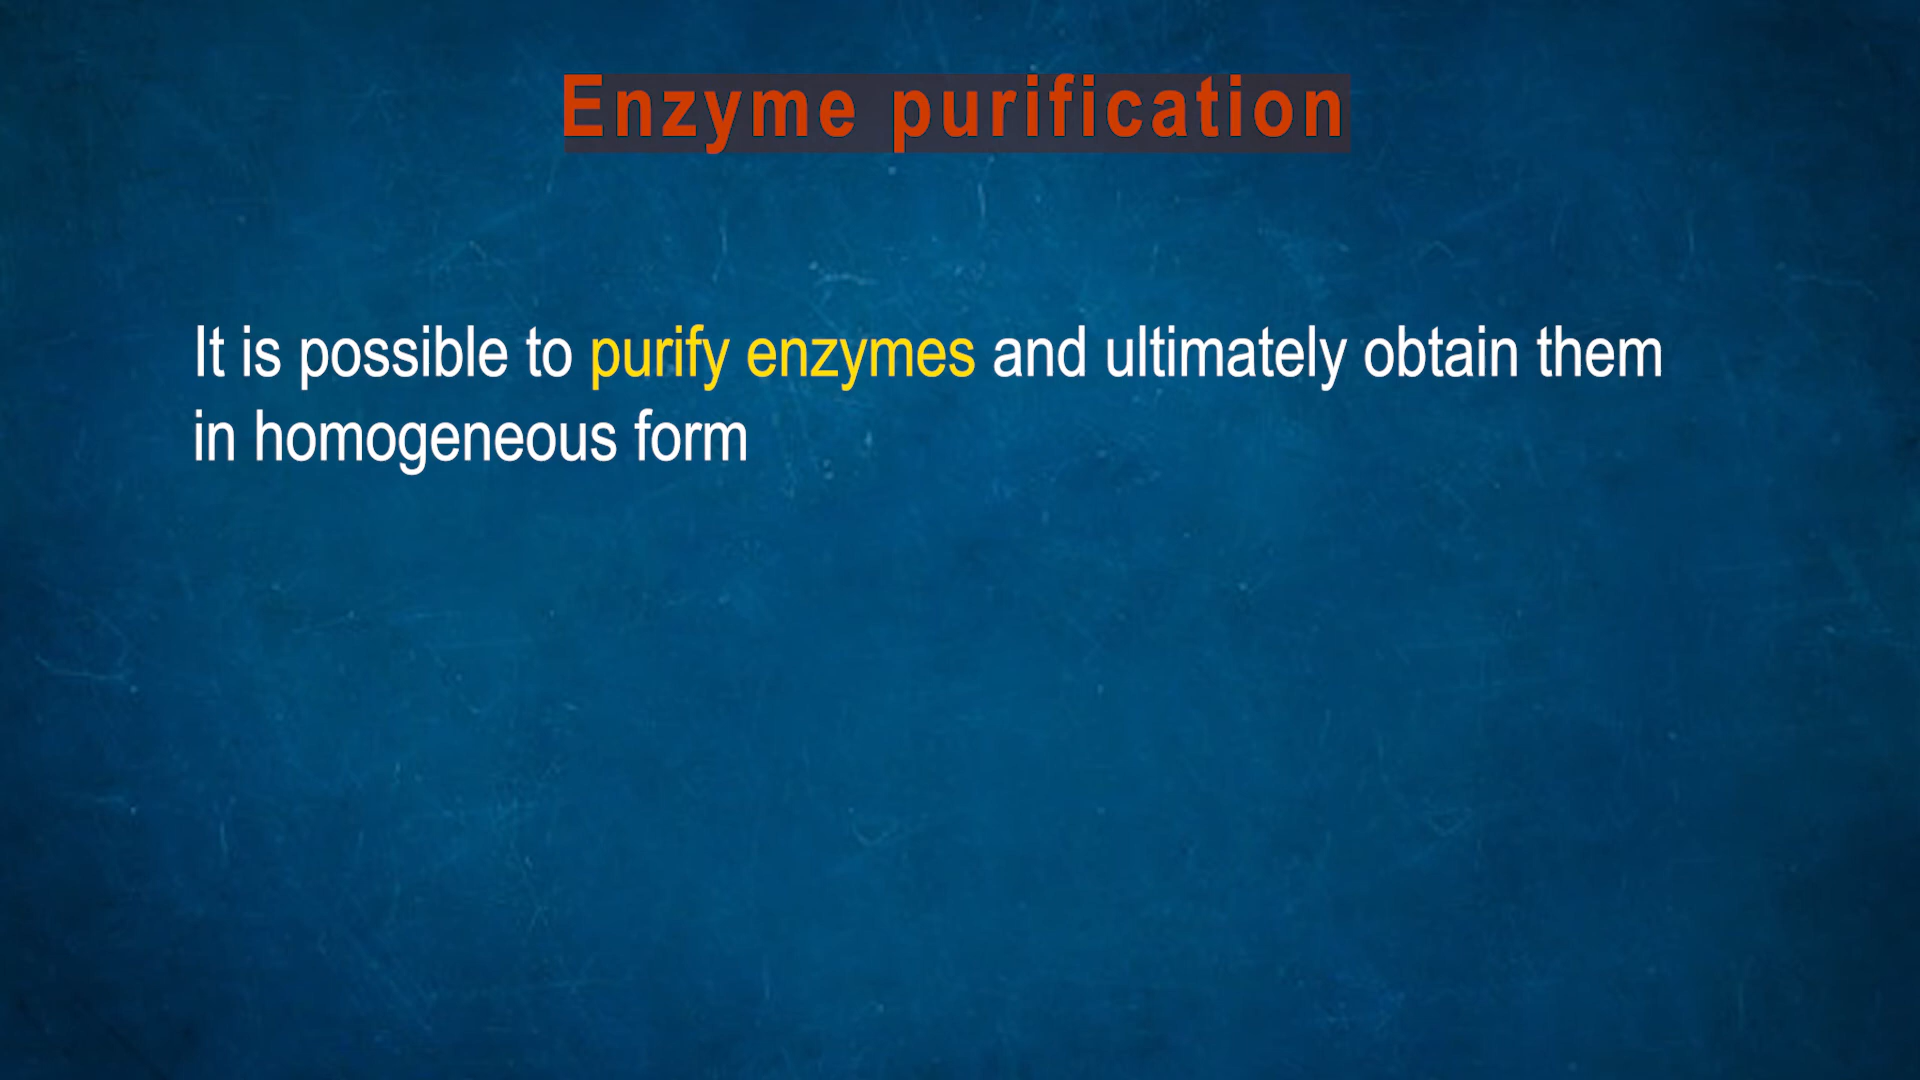 Enzyme purification
It is possible to purify enzymes and ultimately obtain them
in homogeneous form